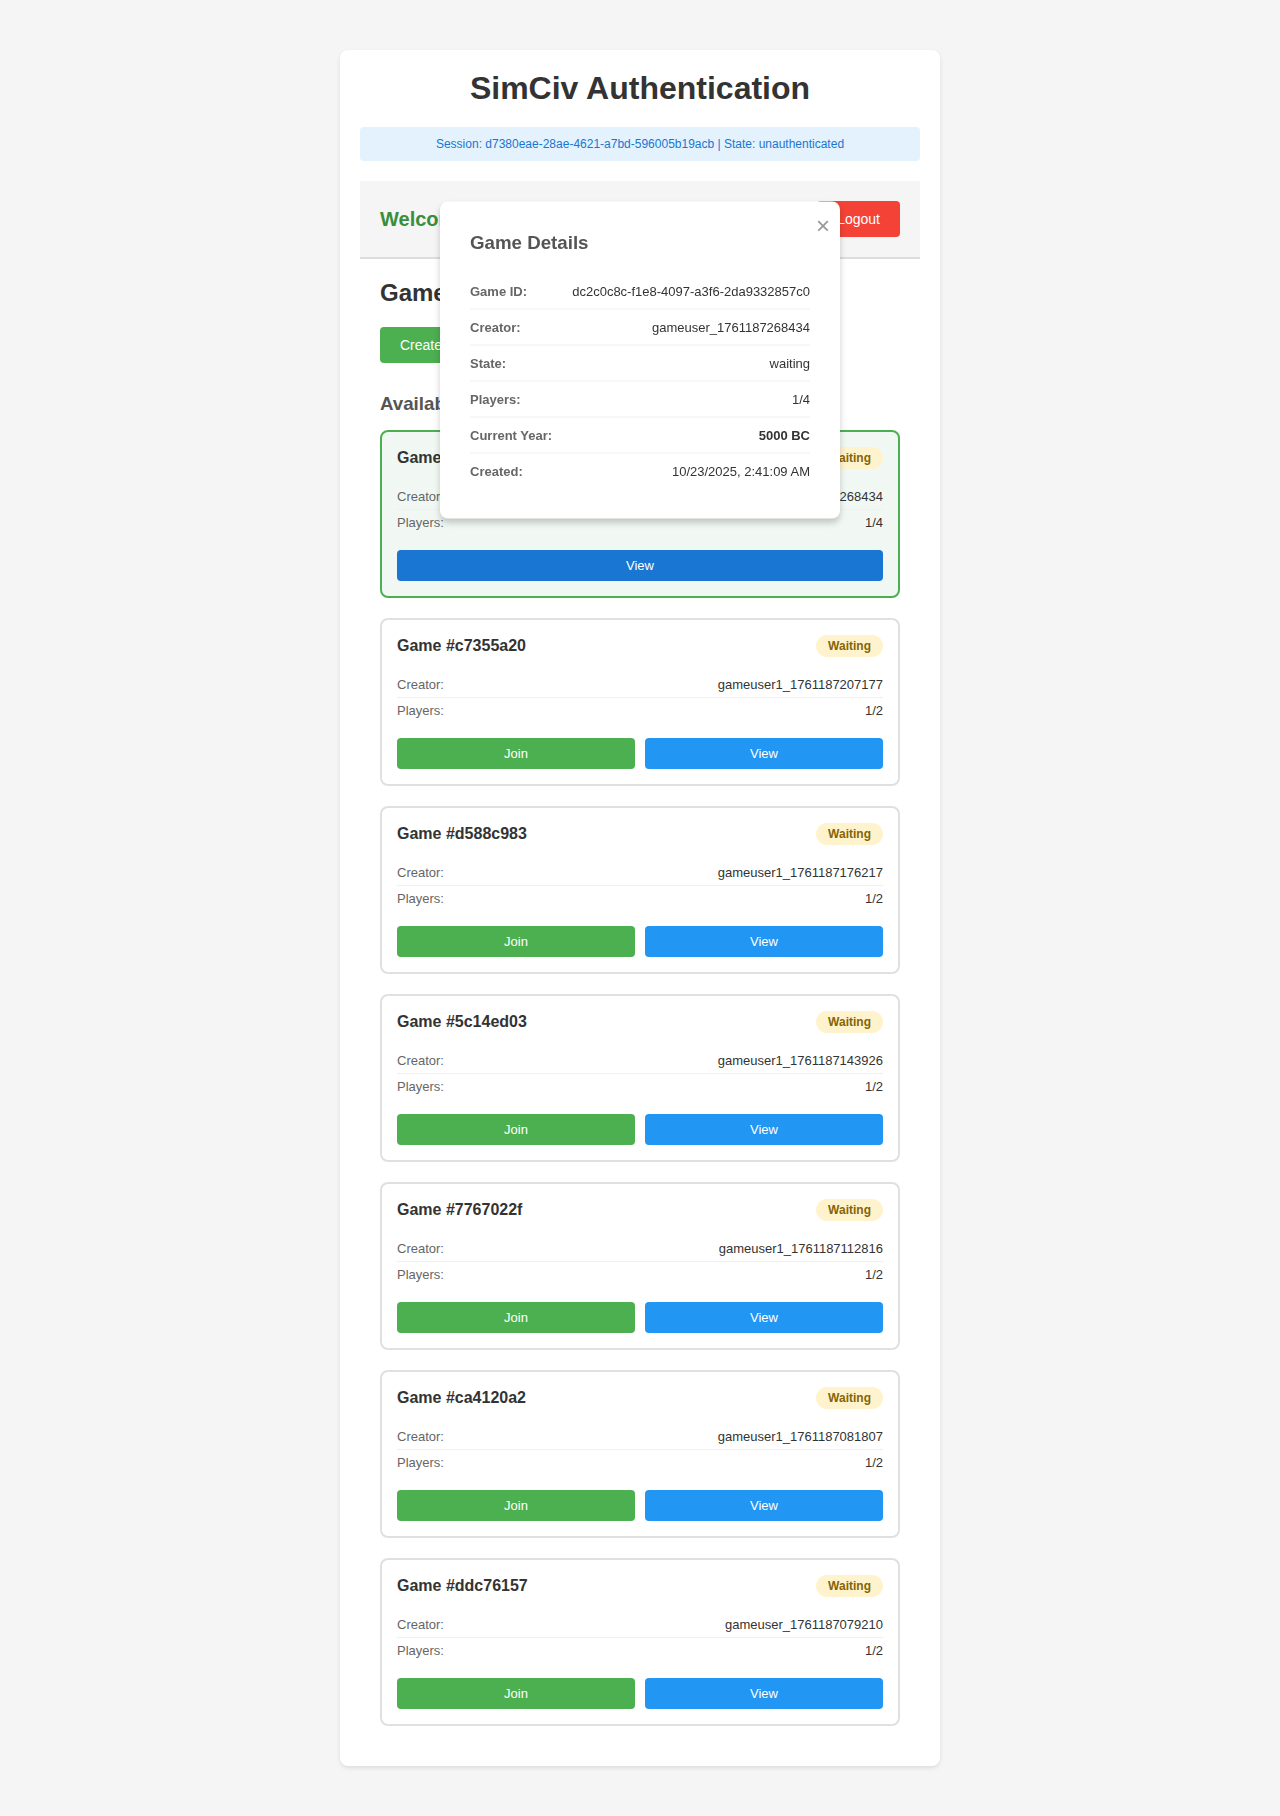 SimCiv Authentication
Session: d7380eae-28ae-4621-a7bd-596005b19acb | State: unauthenticated
Logout
×
Game Details
Game ID: dc2c0c8c-f1e8-4097-a3f6-2da9332857c0
Game
Creator: gameuser_1761187268434
Create
State: waiting
Players: 1/4
Current Year: 5000 BC
Game
Created: 10/23/2025, 2:41:09 AM
Creator 268434
Players: 1/4
View
Game #c7355a20 Waiting
Creator: gameuser1_1761187207177
Players: 1/2
Join View
Game #d588c983 Waiting
Creator: gameuser1_1761187176217
Players: 1/2
Join View
Game #5c14ed03 Waiting
Creator: gameuser1_1761187143926
Players: 1/2
Join View
Game #7767022f Waiting
Creator: gameuser1_1761187112816
Players: 1/2
Join View
Game #ca4120a2 Waiting
Creator: gameuser1_1761187081807
Players: 1/2
Join View
Game #ddc76157 Waiting
Creator: gameuser_1761187079210
Players: 1/2
Join View